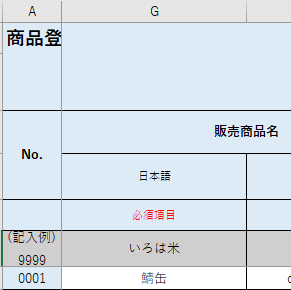 A G
商品登
販売商品名
No.
日本語
必須項目
(記入例) いろは米
9999
0001 鯖缶